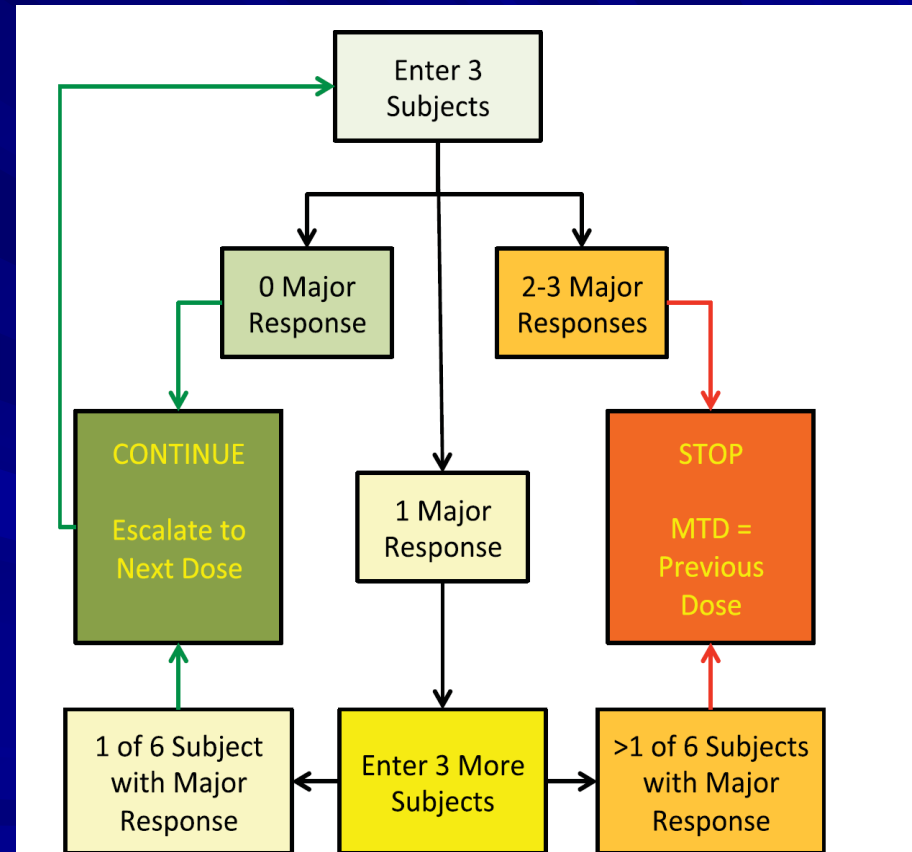 Enter 3
Subjects
0 Major
Response
2-3 Major
Responses
CONTINUE
Escalate to
Next Dose
1 Major
Response
STOP
MTD =
Previous
Dose
1 of 6 Subject
with Major
Response
Enter 3 More
Subjects
>1 of 6 Subjects
with Major
Response